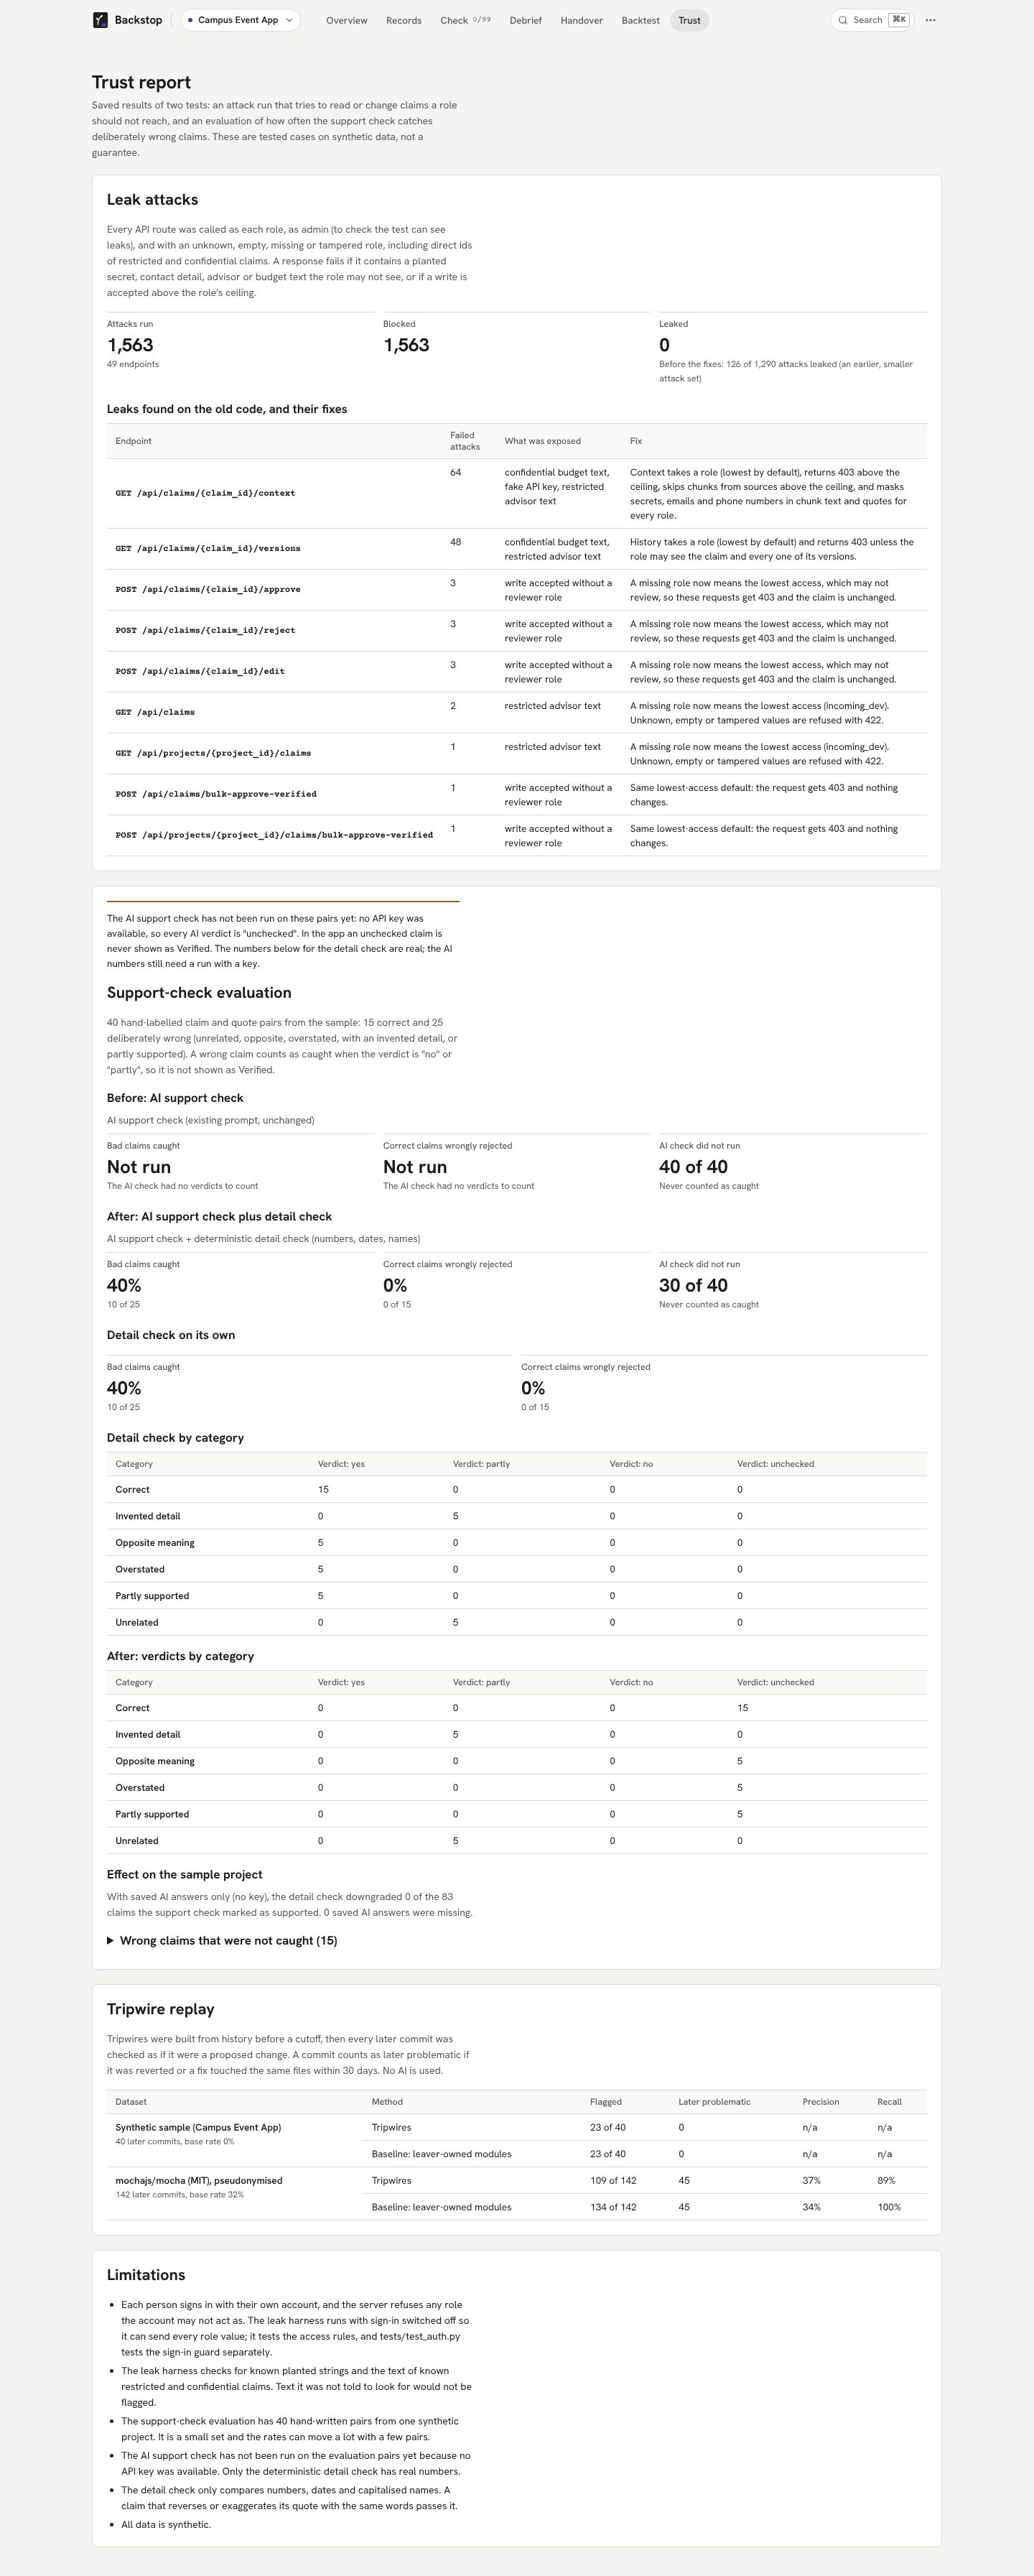 Backstop
Campus Event App
Overview
Records
Check 0/99
Debrief
Handover
Backtest
Trust
Search ⌘K
Trust report
Saved results of two tests: an attack run that tries to read or change claims a role
should not reach, and an evaluation of how often the support check catches
deliberately wrong claims. These are tested cases on synthetic data, not a
guarantee.
Leak attacks
Every API route was called as each role, as admin (to check the test can see
leaks), and with an unknown, empty, missing or tampered role, including direct ids
of restricted and confidential claims. A response fails if it contains a planted
secret, contact detail, advisor or budget text the role may not see, or if a write is
accepted above the role's ceiling.
Attacks run
1,563
49 endpoints
Blocked
1,563
Leaked
0
Before the fixes: 126 of 1,290 attacks leaked (an earlier, smaller
attack set)
Leaks found on the old code, and their fixes
Endpoint
Failed
attacks
What was exposed
Fix
GET /api/claims/{claim_id}/context
64
confidential budget text,
fake API key, restricted
advisor text
Context takes a role (lowest by default), returns 403 above the
ceiling, skips chunks from sources above the ceiling, and masks
secrets, emails and phone numbers in chunk text and quotes for
every role.
GET /api/claims/{claim_id}/versions
48
confidential budget text,
restricted advisor text
History takes a role (lowest by default) and returns 403 unless the
role may see the claim and every one of its versions.
POST /api/claims/{claim_id}/approve
3
write accepted without a
reviewer role
A missing role now means the lowest access, which may not
review, so these requests get 403 and the claim is unchanged.
POST /api/claims/{claim_id}/reject
3
write accepted without a
reviewer role
A missing role now means the lowest access, which may not
review, so these requests get 403 and the claim is unchanged.
POST /api/claims/{claim_id}/edit
3
write accepted without a
reviewer role
A missing role now means the lowest access, which may not
review, so these requests get 403 and the claim is unchanged.
GET /api/claims
2
restricted advisor text
A missing role now means the lowest access (incoming_dev).
Unknown, empty or tampered values are refused with 422.
GET /api/projects/{project_id}/claims
1
restricted advisor text
A missing role now means the lowest access (incoming_dev).
Unknown, empty or tampered values are refused with 422.
POST /api/claims/bulk-approve-verified
1
write accepted without a
reviewer role
Same lowest-access default: the request gets 403 and nothing
changes.
POST /api/projects/{project_id}/claims/bulk-approve-verified
1
write accepted without a
reviewer role
Same lowest-access default: the request gets 403 and nothing
changes.
The AI support check has not been run on these pairs yet: no API key was
available, so every AI verdict is "unchecked". In the app an unchecked claim is
never shown as Verified. The numbers below for the detail check are real; the AI
numbers still need a run with a key.
Support-check evaluation
40 hand-labelled claim and quote pairs from the sample: 15 correct and 25
deliberately wrong (unrelated, opposite, overstated, with an invented detail, or
partly supported). A wrong claim counts as caught when the verdict is "no" or
"partly", so it is not shown as Verified.
Before: AI support check
AI support check (existing prompt, unchanged)
Bad claims caught
Not run
The AI check had no verdicts to count
Correct claims wrongly rejected
Not run
The AI check had no verdicts to count
AI check did not run
40 of 40
Never counted as caught
After: AI support check plus detail check
AI support check + deterministic detail check (numbers, dates, names)
Bad claims caught
40%
10 of 25
Correct claims wrongly rejected
0%
0 of 15
AI check did not run
30 of 40
Never counted as caught
Detail check on its own
Bad claims caught
40%
10 of 25
Correct claims wrongly rejected
0%
0 of 15
Detail check by category
Category Verdict: yes Verdict: partly Verdict: no Verdict: unchecked
Correct 15 0 0 0
Invented detail 0 5 0 0
Opposite meaning 5 0 0 0
Overstated 5 0 0 0
Partly supported 5 0 0 0
Unrelated 0 5 0 0
After: verdicts by category
Category Verdict: yes Verdict: partly Verdict: no Verdict: unchecked
Correct 0 0 0 15
Invented detail 0 5 0 0
Opposite meaning 0 0 0 5
Overstated 0 0 0 5
Partly supported 0 0 0 5
Unrelated 0 5 0 0
Effect on the sample project
With saved AI answers only (no key), the detail check downgraded 0 of the 83
claims the support check marked as supported. 0 saved AI answers were missing.
Wrong claims that were not caught (15)
Tripwire replay
Tripwires were built from history before a cutoff, then every later commit was
checked as if it were a proposed change. A commit counts as later problematic if
it was reverted or a fix touched the same files within 30 days. No AI is used.
Dataset Method Flagged Later problematic Precision Recall
Synthetic sample (Campus Event App)
40 later commits, base rate 0%
Tripwires 23 of 40 0 n/a n/a
Baseline: leaver-owned modules 23 of 40 0 n/a n/a
mochajs/mocha (MIT), pseudonymised
142 later commits, base rate 32%
Tripwires 109 of 142 45 37% 89%
Baseline: leaver-owned modules 134 of 142 45 34% 100%
Limitations
Each person signs in with their own account, and the server refuses any role
the account may not act as. The leak harness runs with sign-in switched off so
it can send every role value; it tests the access rules, and tests/test_auth.py
tests the sign-in guard separately.
The leak harness checks for known planted strings and the text of known
restricted and confidential claims. Text it was not told to look for would not be
flagged.
The support-check evaluation has 40 hand-written pairs from one synthetic
project. It is a small set and the rates can move a lot with a few pairs.
The AI support check has not been run on the evaluation pairs yet because no
API key was available. Only the deterministic detail check has real numbers.
The detail check only compares numbers, dates and capitalised names. A
claim that reverses or exaggerates its quote with the same words passes it.
All data is synthetic.